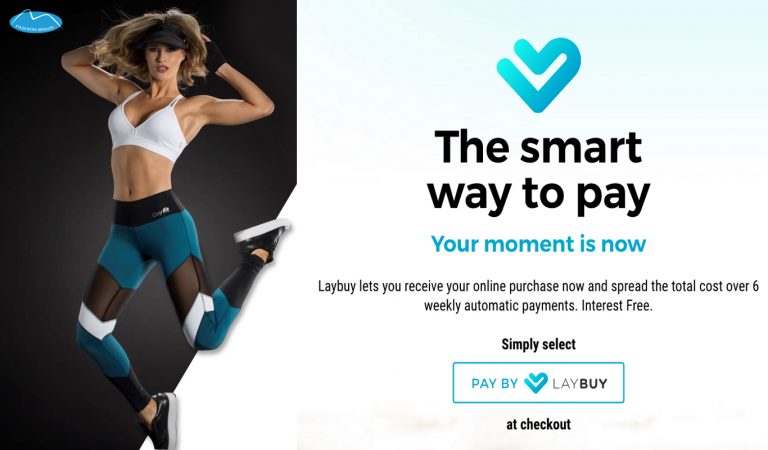 FASHION BRAZIL
The smart
way to pay
Your moment is now
Laybuy lets you receive your online purchase now and spread the total cost over 6
weekly automatic payments. Interest Free.
Simply select
PAY BY LAYBUY
at checkout